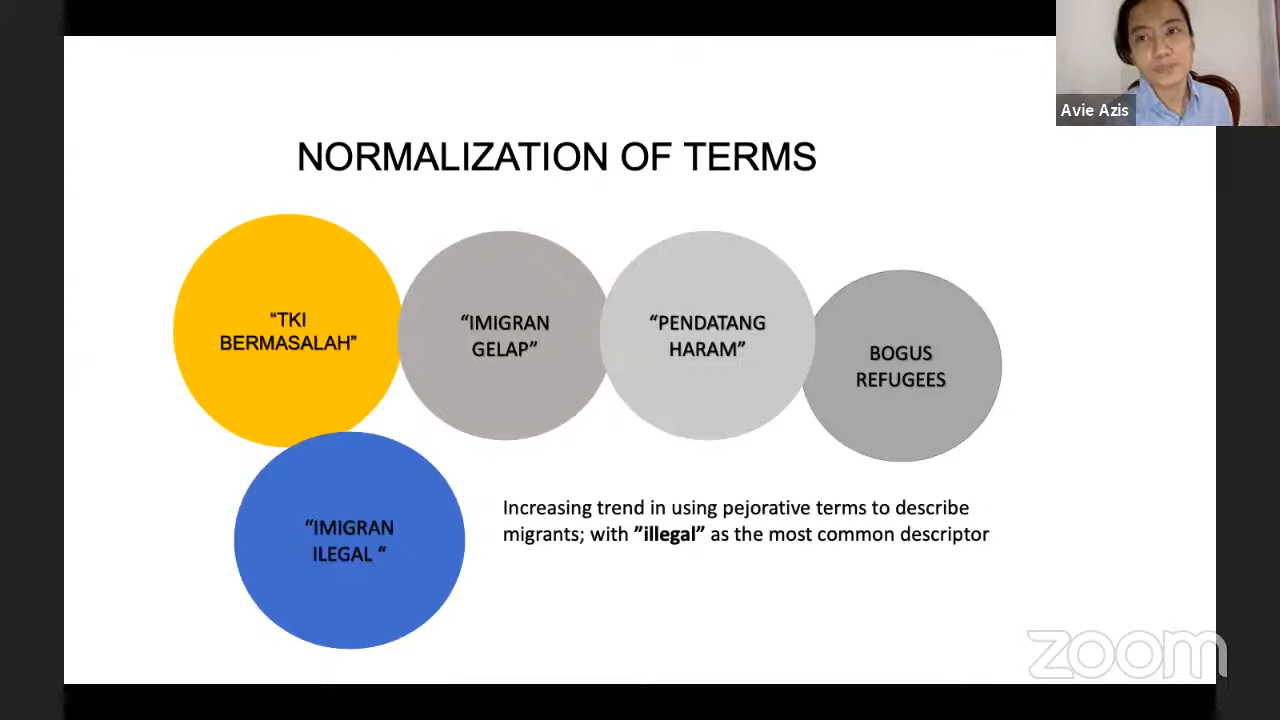 Avie Azis
NORMALIZATION OF TERMS
“TKI
BERMASALAH”
“IMIGRAN
GELAP”
“PENDATANG
HARAM”
BOGUS
REFUGEES
“IMIGRAN
ILEGAL “
Increasing trend in using pejorative terms to describe
migrants; with ”illegal” as the most common descriptor
zoom